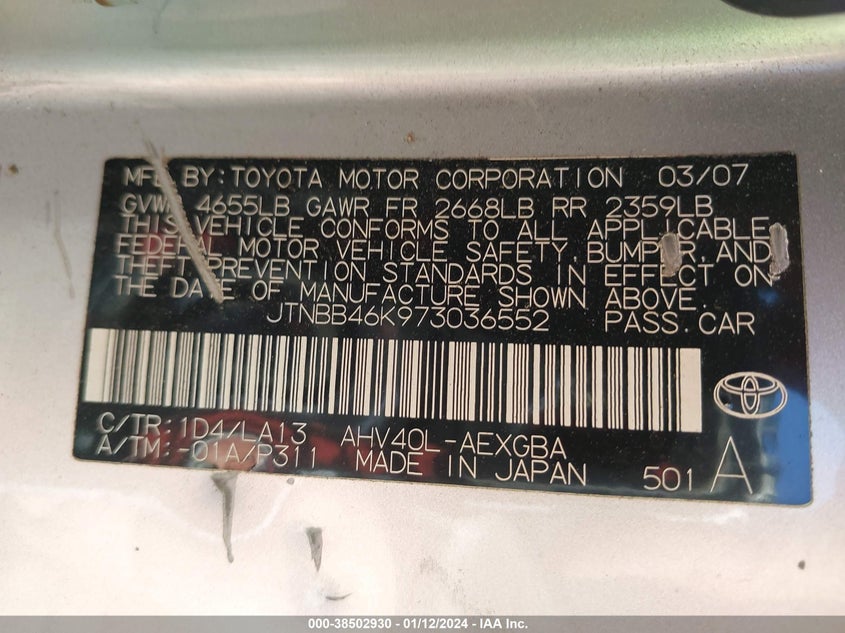 MFD BY: TOYOTA MOTOR CORPORATION 03/07
GVWR 4655LB GAWR FR 2668LB RR 2359LB
THIS VEHICLE CONFORMS TO ALL APPLICABLE
FEDERAL MOTOR VEHICLE SAFETY, BUMPER, AND
THEFT PREVENTION STANDARDS IN EFFECT ON
THE DATE OF MANUFACTURE SHOWN ABOVE.
JTNBB46K973036552 PASS. CAR
C/TR: 1D4/LA13 AHV40L-AEXGBA
A/TM: -01A/P311 MADE IN JAPAN 501 A
000-38502930 - 01/12/2024 - IAA Inc.